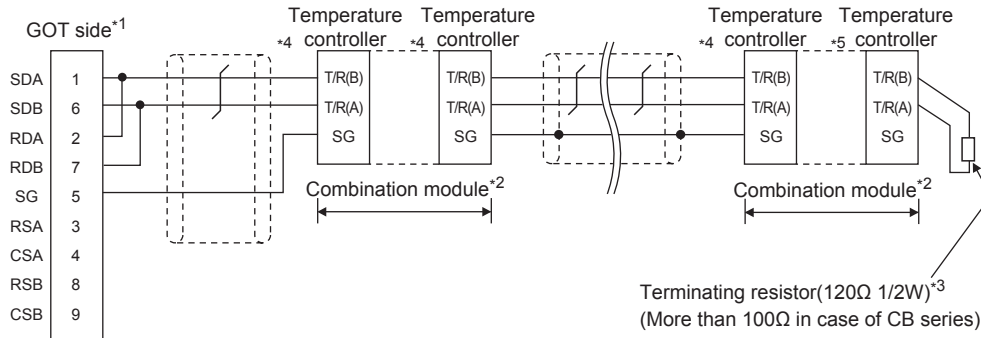 GOT side*1
SDA 1
SDB 6
RDA 2
RDB 7
SG 5
RSA 3
CSA 4
RSB 8
CSB 9
*4
Temperature
controller
T/R(B)
T/R(A)
SG
*4
Temperature
controller
T/R(B)
T/R(A)
SG
Combination module*2
*4
Temperature
controller
T/R(B)
T/R(A)
SG
*5
Temperature
controller
T/R(B)
T/R(A)
SG
Combination module*2
Terminating resistor(120Ω 1/2W)*3
(More than 100Ω in case of CB series)